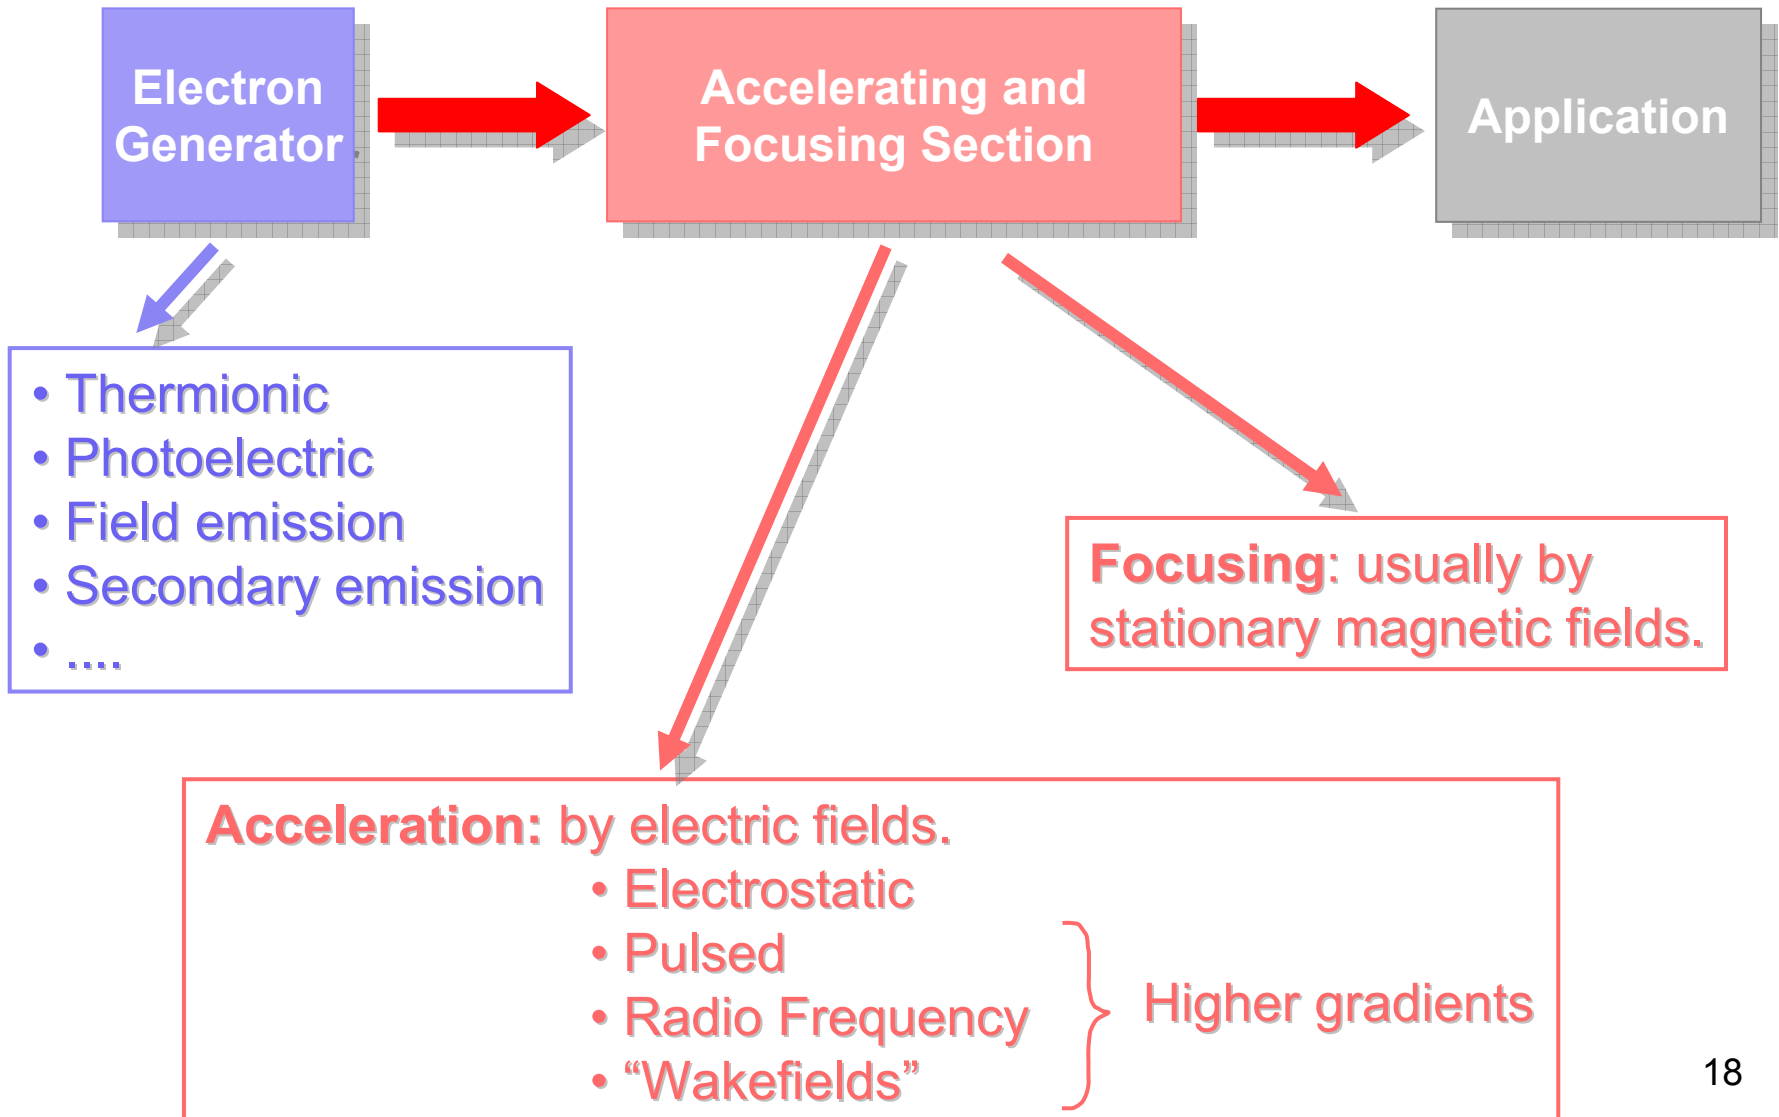 Electron
Generator
Accelerating and
Focusing Section
Application
• Thermionic
• Photoelectric
• Field emission
• Secondary emission
• ....
Focusing: usually by
stationary magnetic fields.
Acceleration: by electric fields.
• Electrostatic
• Pulsed
• Radio Frequency
• “Wakefields”
Higher gradients
18